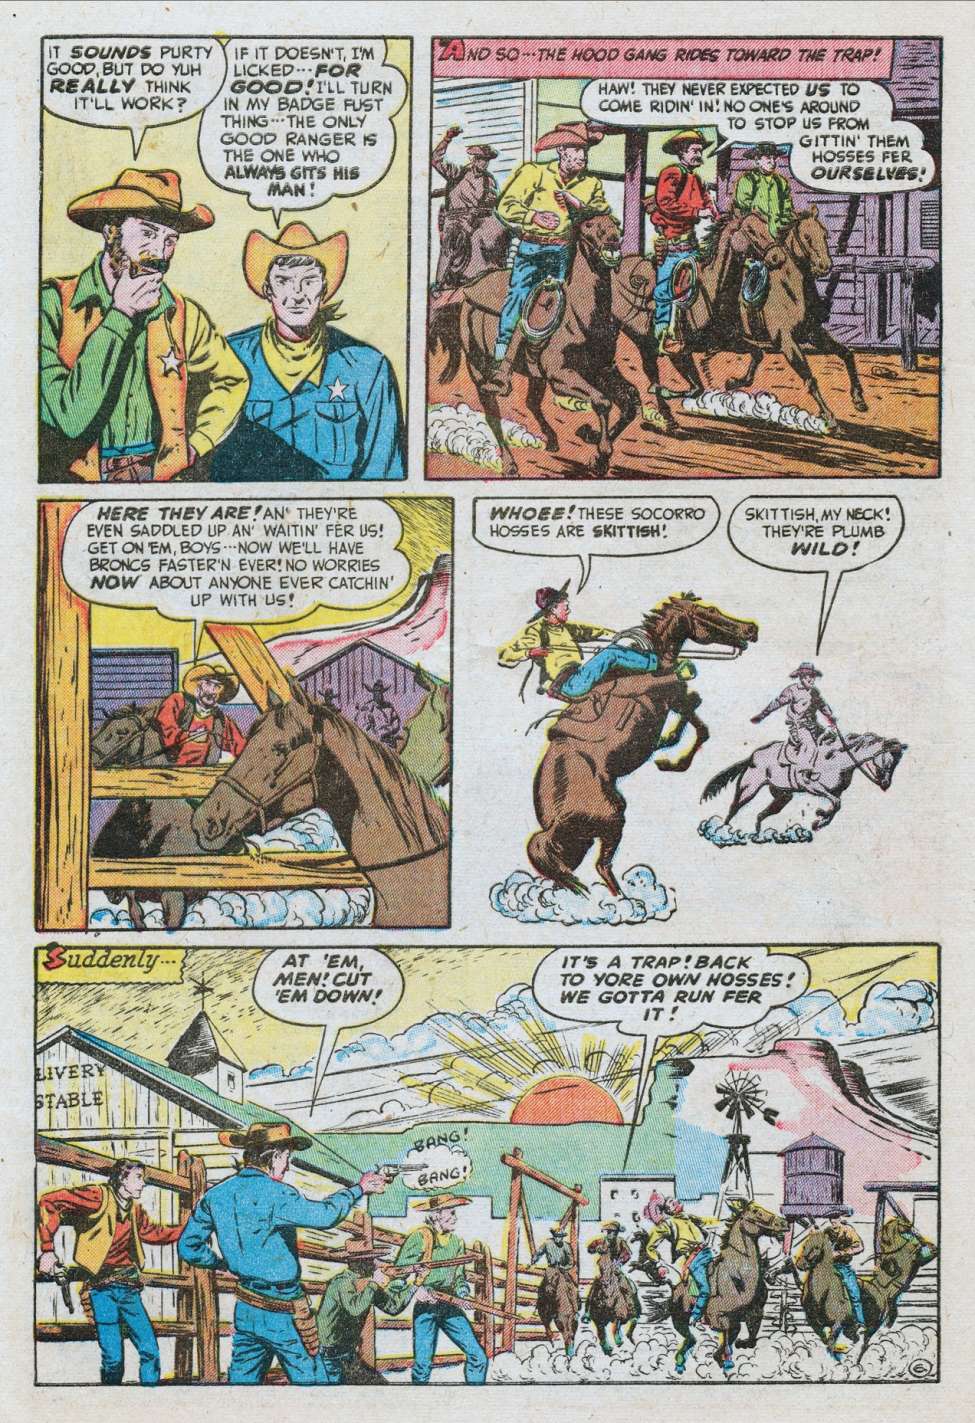 IT SOUNDS PURTY
GOOD, BUT DO YUH
REALLY THINK
IT'LL WORK?
IF IT DOESN'T, I'M
LICKED---FOR
GOOD! I'LL TURN
IN MY BADGE FUST
THING---THE ONLY
GOOD RANGER IS
THE ONE WHO
ALWAYS GITS HIS
MAN!
AND SO---THE HOOD GANG RIDES TOWARD THE TRAP!
HAW! THEY NEVER EXPECTED US TO
COME RIDIN' IN! NO ONE'S AROUND
TO STOP US FROM
GITTIN' THEM
HOSSES FER
OURSELVES!
HERE THEY ARE! AN' THEY'RE
EVEN SADDLED UP AN' WAITIN' FER US!
GET ON 'EM, BOYS---NOW WE'LL HAVE
BRONCS FASTER'N EVER! NO WORRIES
NOW ABOUT ANYONE EVER CATCHIN'
UP WITH US!
WHOEE! THESE SOCORRO
HOSSES ARE SKITTISH!
SKITTISH, MY NECK!
THEY'RE PLUMB
WILD!
Suddenly---
AT 'EM,
MEN! CUT
'EM DOWN!
IT'S A TRAP! BACK
TO YORE OWN HOSSES!
WE GOTTA RUN FER
IT!
LIVERY
STABLE
BANG!
BANG!
6